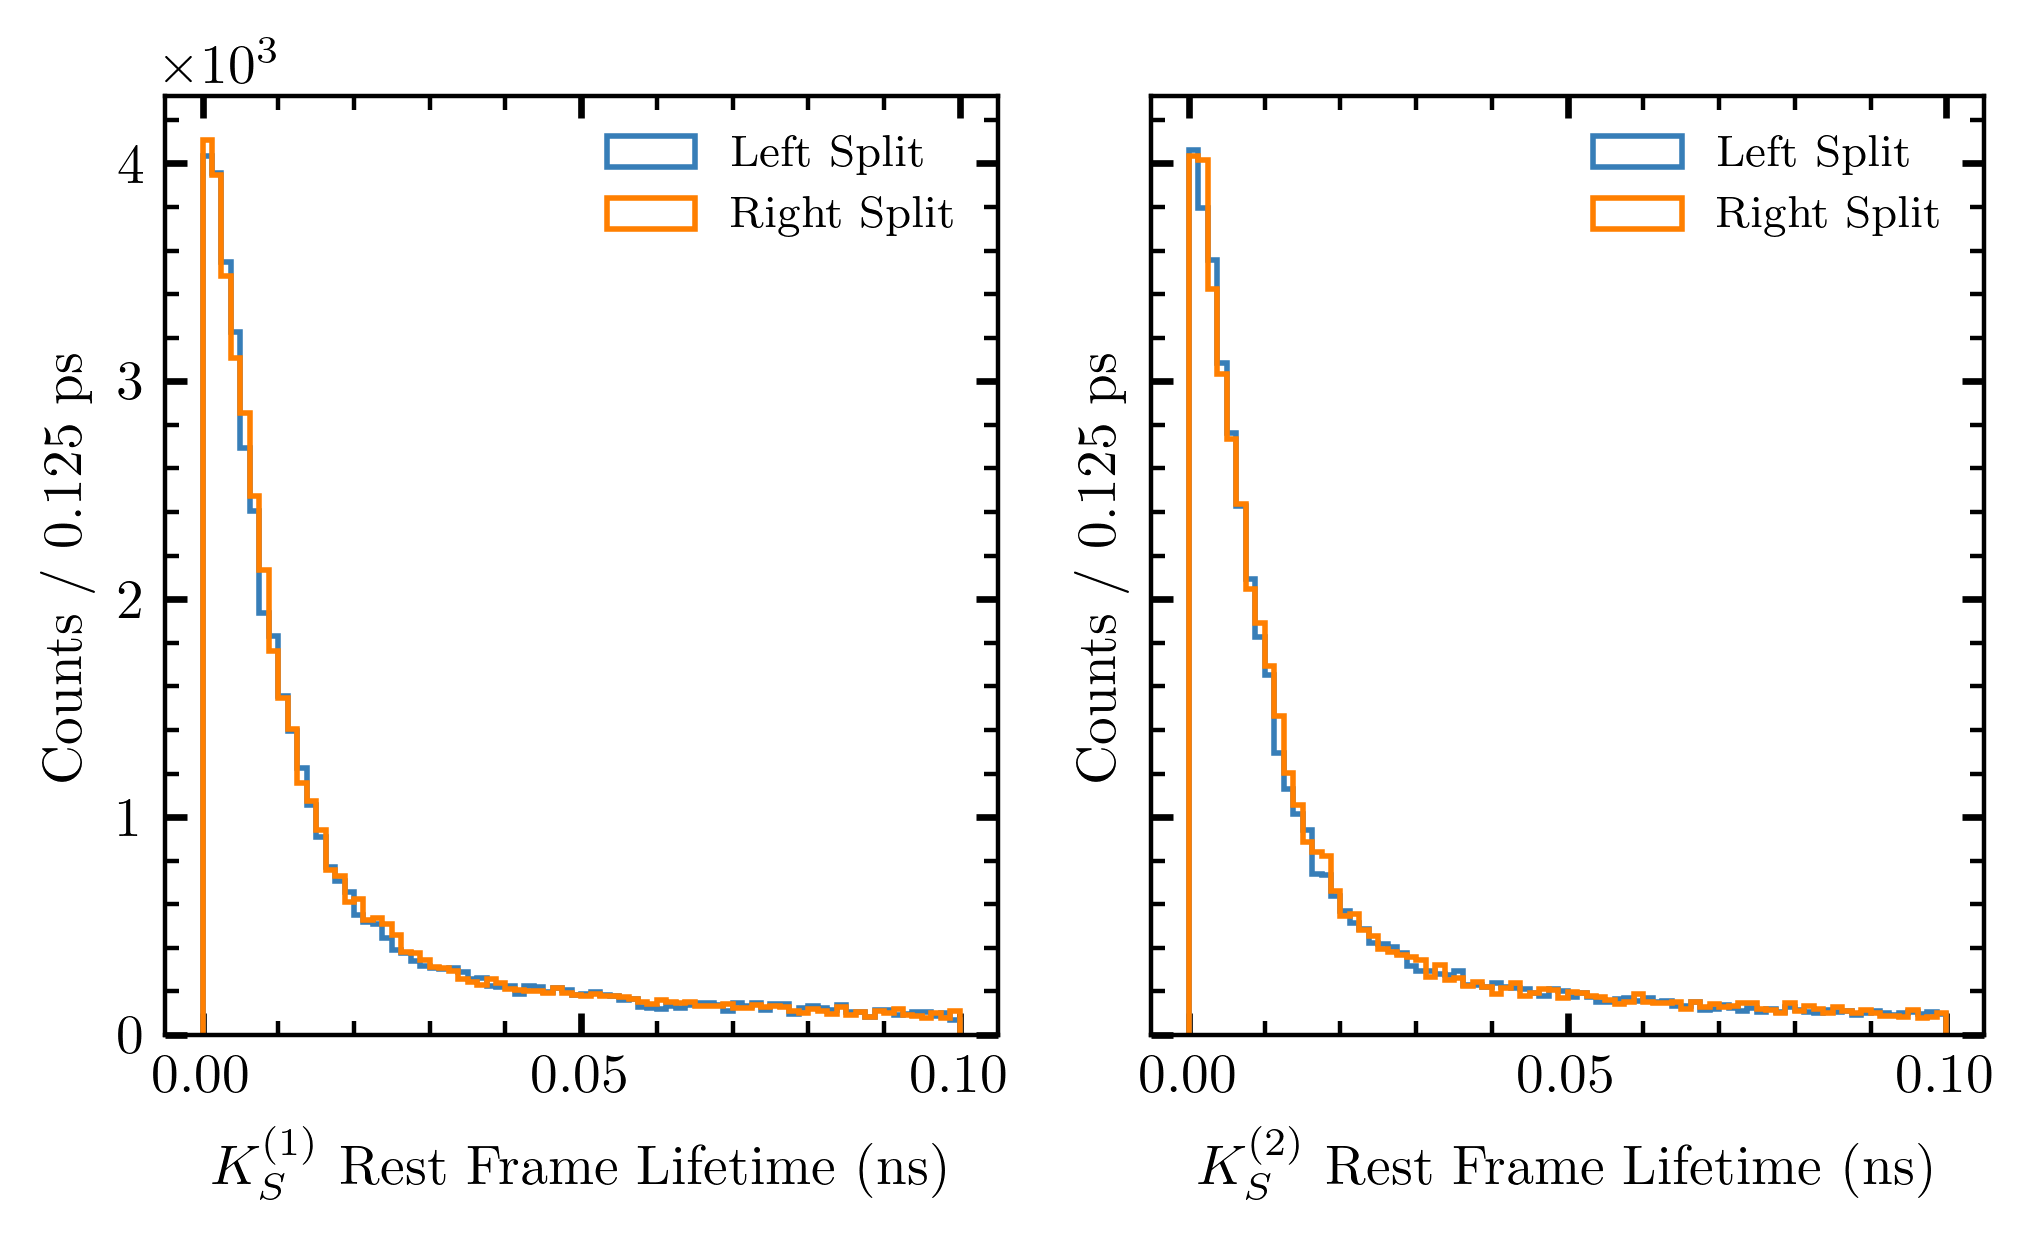 ×10³
Counts / 0.125 ps
4
3
2
1
0
Left Split
Right Split
0.00 0.05 0.10
K_S^(1) Rest Frame Lifetime (ns)
Counts / 0.125 ps
Left Split
Right Split
0.00 0.05 0.10
K_S^(2) Rest Frame Lifetime (ns)